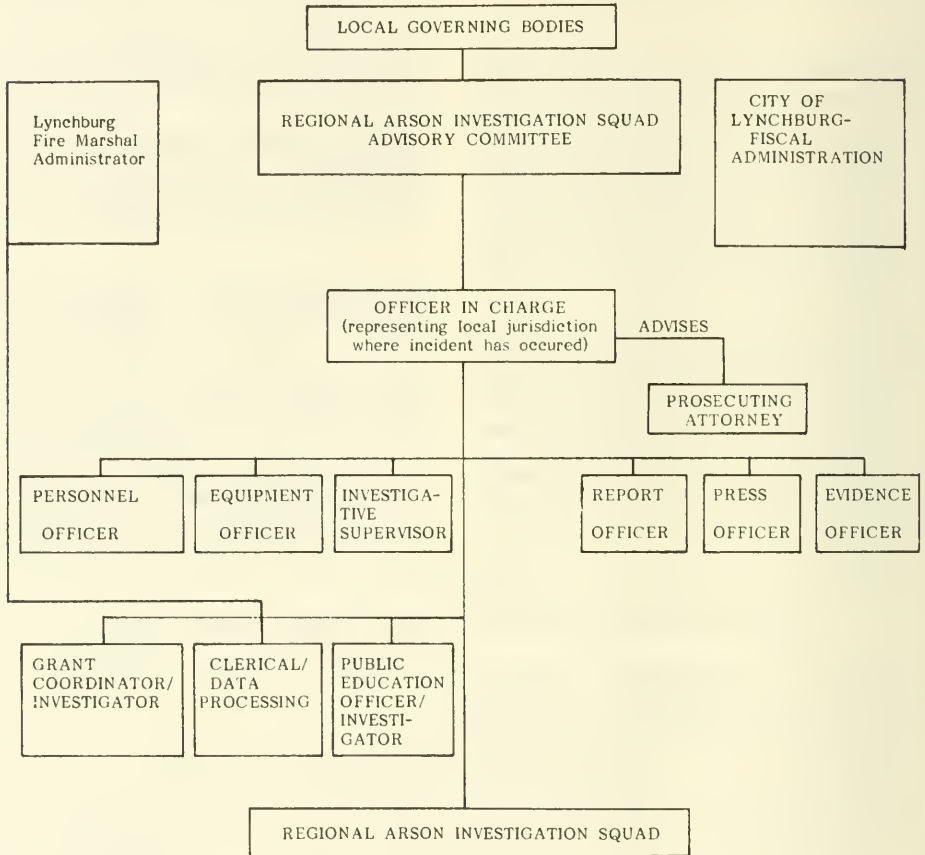 LOCAL GOVERNING BODIES
Lynchburg
Fire Marshal
Administrator
REGIONAL ARSON INVESTIGATION SQUAD
ADVISORY COMMITTEE
CITY OF
LYNCHBURG-
FISCAL
ADMINISTRATION
OFFICER IN CHARGE
(representing local jurisdiction
where incident has occured)
ADVISES
PROSECUTING
ATTORNEY
PERSONNEL
OFFICER
EQUIPMENT
OFFICER
INVESTIGA-
TIVE
SUPERVISOR
REPORT
OFFICER
PRESS
OFFICER
EVIDENCE
OFFICER
GRANT
COORDINATOR/
INVESTIGATOR
CLERICAL/
DATA
PROCESSING
PUBLIC
EDUCATION
OFFICER/
INVESTI-
GATOR
REGIONAL ARSON INVESTIGATION SQUAD